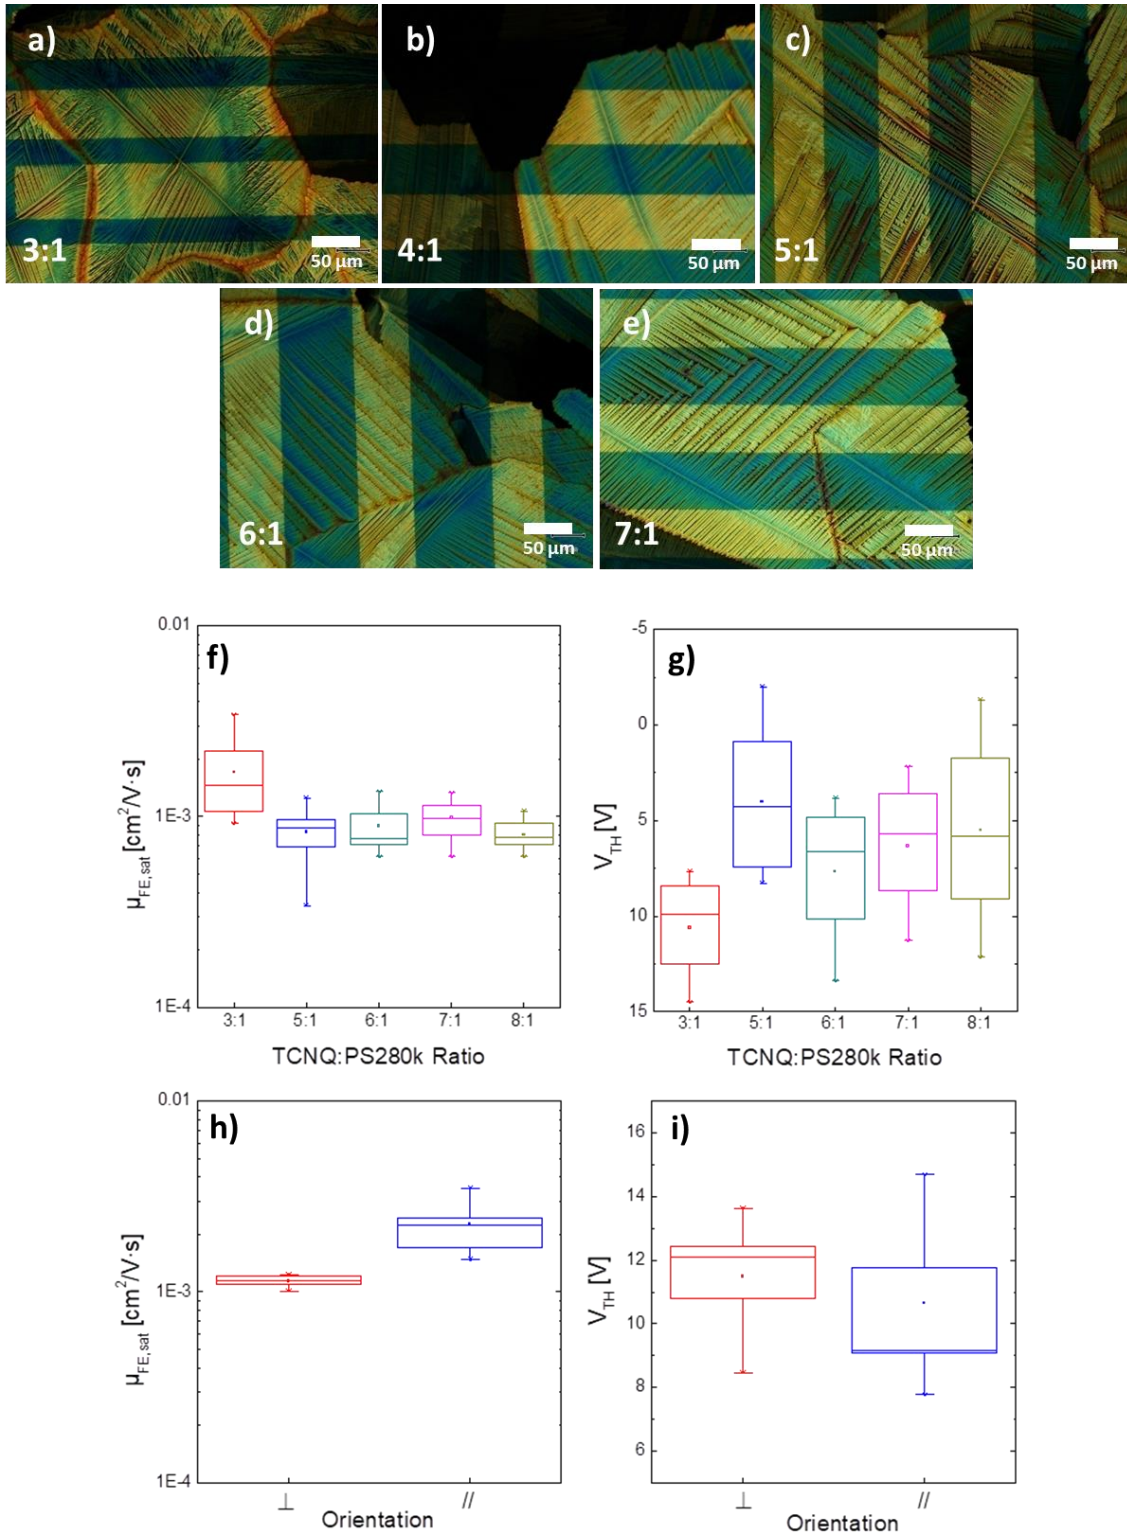 a)
3:1
50 µm
b)
4:1
50 µm
c)
5:1
50 µm
d)
6:1
50 µm
e)
7:1
50 µm
f)
0.01
1E-3
1E-4
µFE,sat [cm²/V·s]
3:1 5:1 6:1 7:1 8:1
TCNQ:PS280k Ratio
g)
-5
0
5
10
15
VTH [V]
3:1 5:1 6:1 7:1 8:1
TCNQ:PS280k Ratio
h)
0.01
1E-3
1E-4
µFE,sat [cm²/V·s]
⊥ //
Orientation
i)
16
14
12
10
8
6
VTH [V]
⊥ //
Orientation